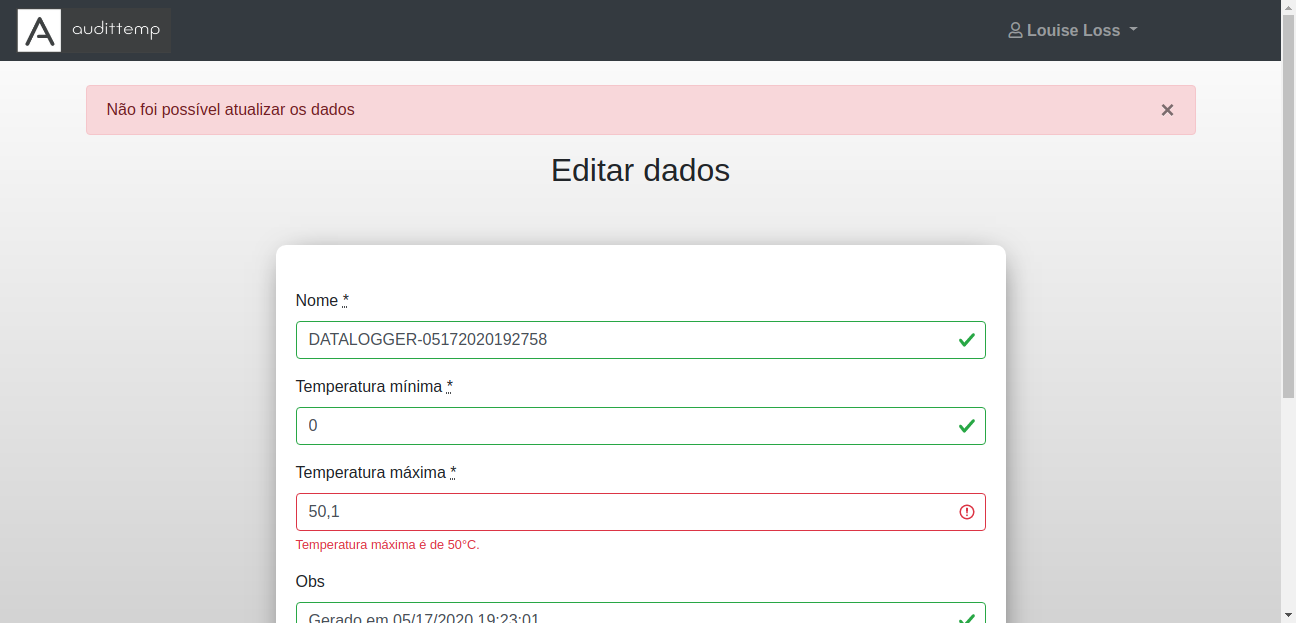 A audittemp
Louise Loss
Não foi possível atualizar os dados
Editar dados
Nome *
DATALOGGER-05172020192758
Temperatura mínima *
0
Temperatura máxima *
50,1
Temperatura máxima é de 50°C.
Obs
Gerado em 05/17/2020 19:23:01